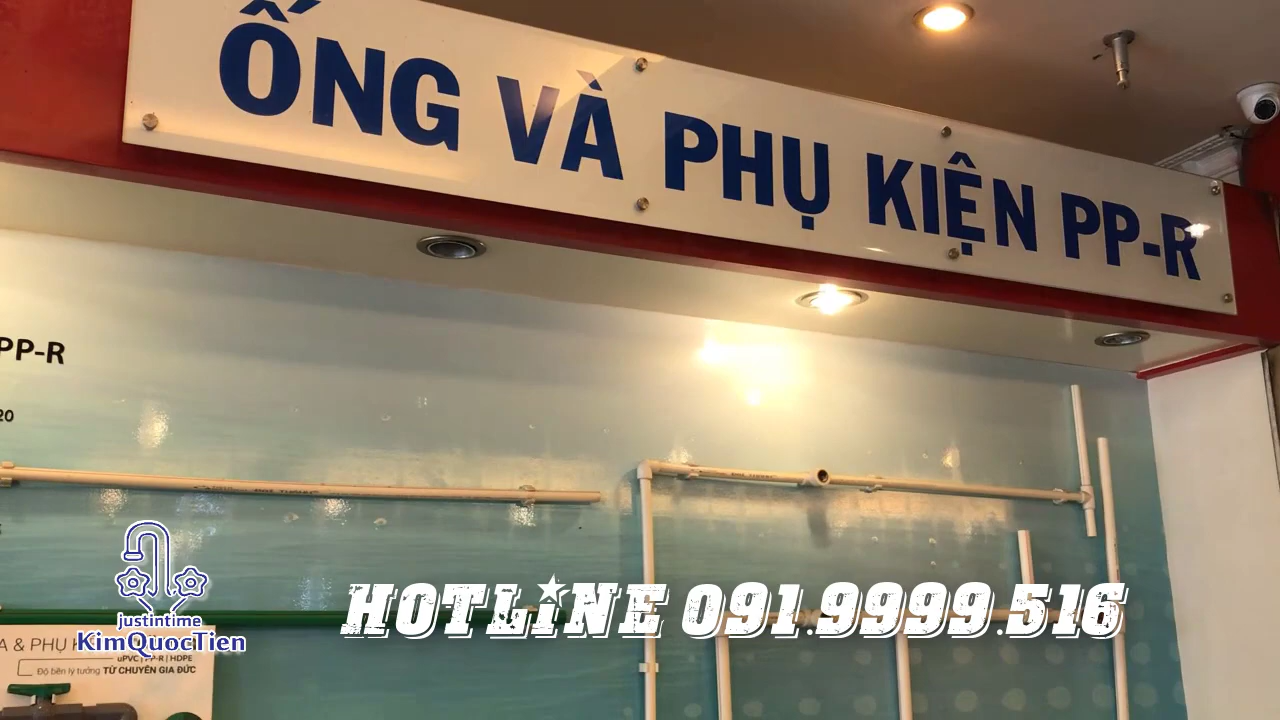 ỐNG VÀ PHỤ KIỆN PP-R
PP-R
20
justintime
KimQuocTien
HOTLINE 091.9999.516
A & PHỤ K
uPVC | PP-R | HDPE
Độ bền lý tưởng TỪ CHUYÊN GIA ĐỨC